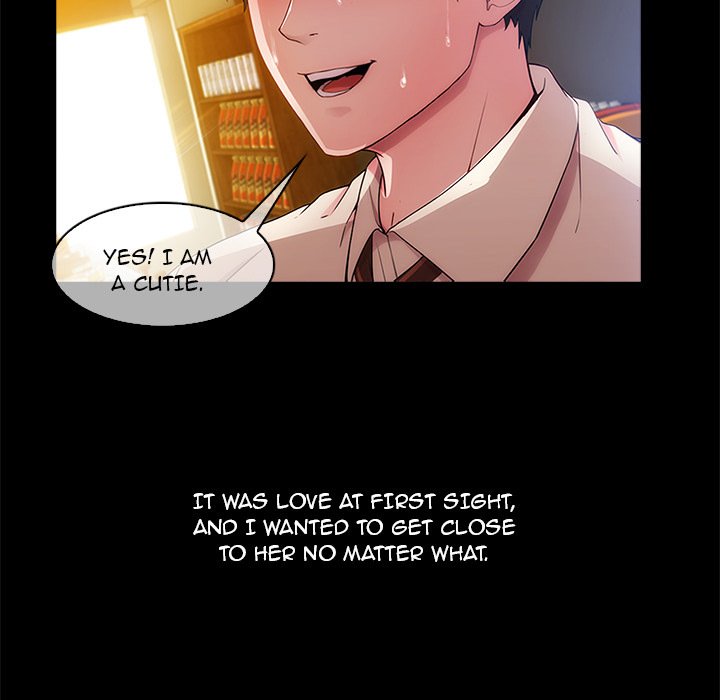 YES! I AM
A CUTIE.
IT WAS LOVE AT FIRST SIGHT,
AND I WANTED TO GET CLOSE
TO HER NO MATTER WHAT.